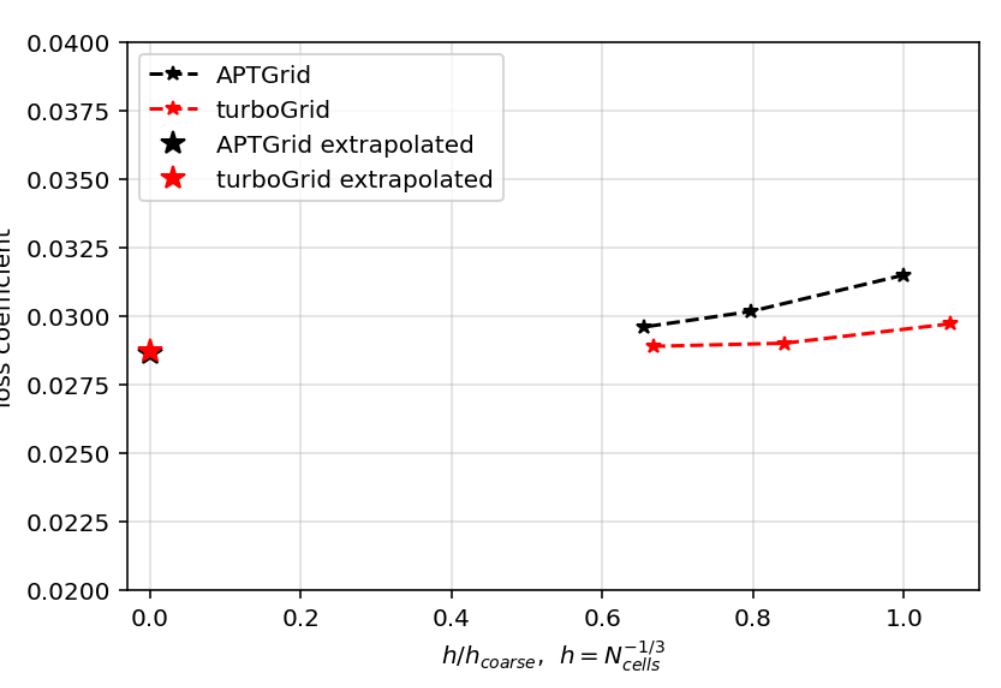 0.0400
0.0375
0.0350
0.0325
0.0300
0.0275
0.0250
0.0225
0.0200
loss coefficient
APTGrid
turboGrid
APTGrid extrapolated
turboGrid extrapolated
0.0 0.2 0.4 0.6 0.8 1.0
h/h_coarse, h = N_cells^{-1/3}